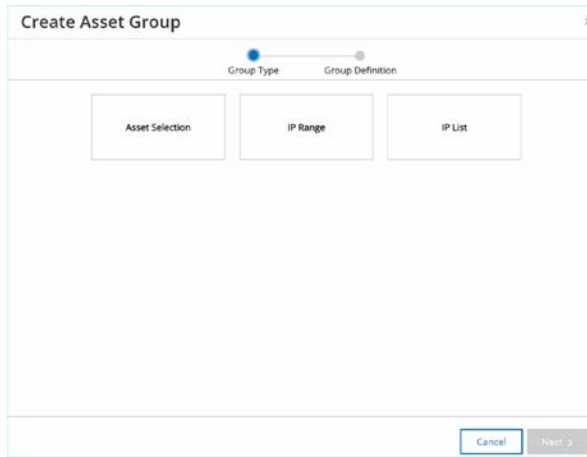 Create Asset Group
Group Type Group Definition
Asset Selection IP Range IP List
Cancel Next >